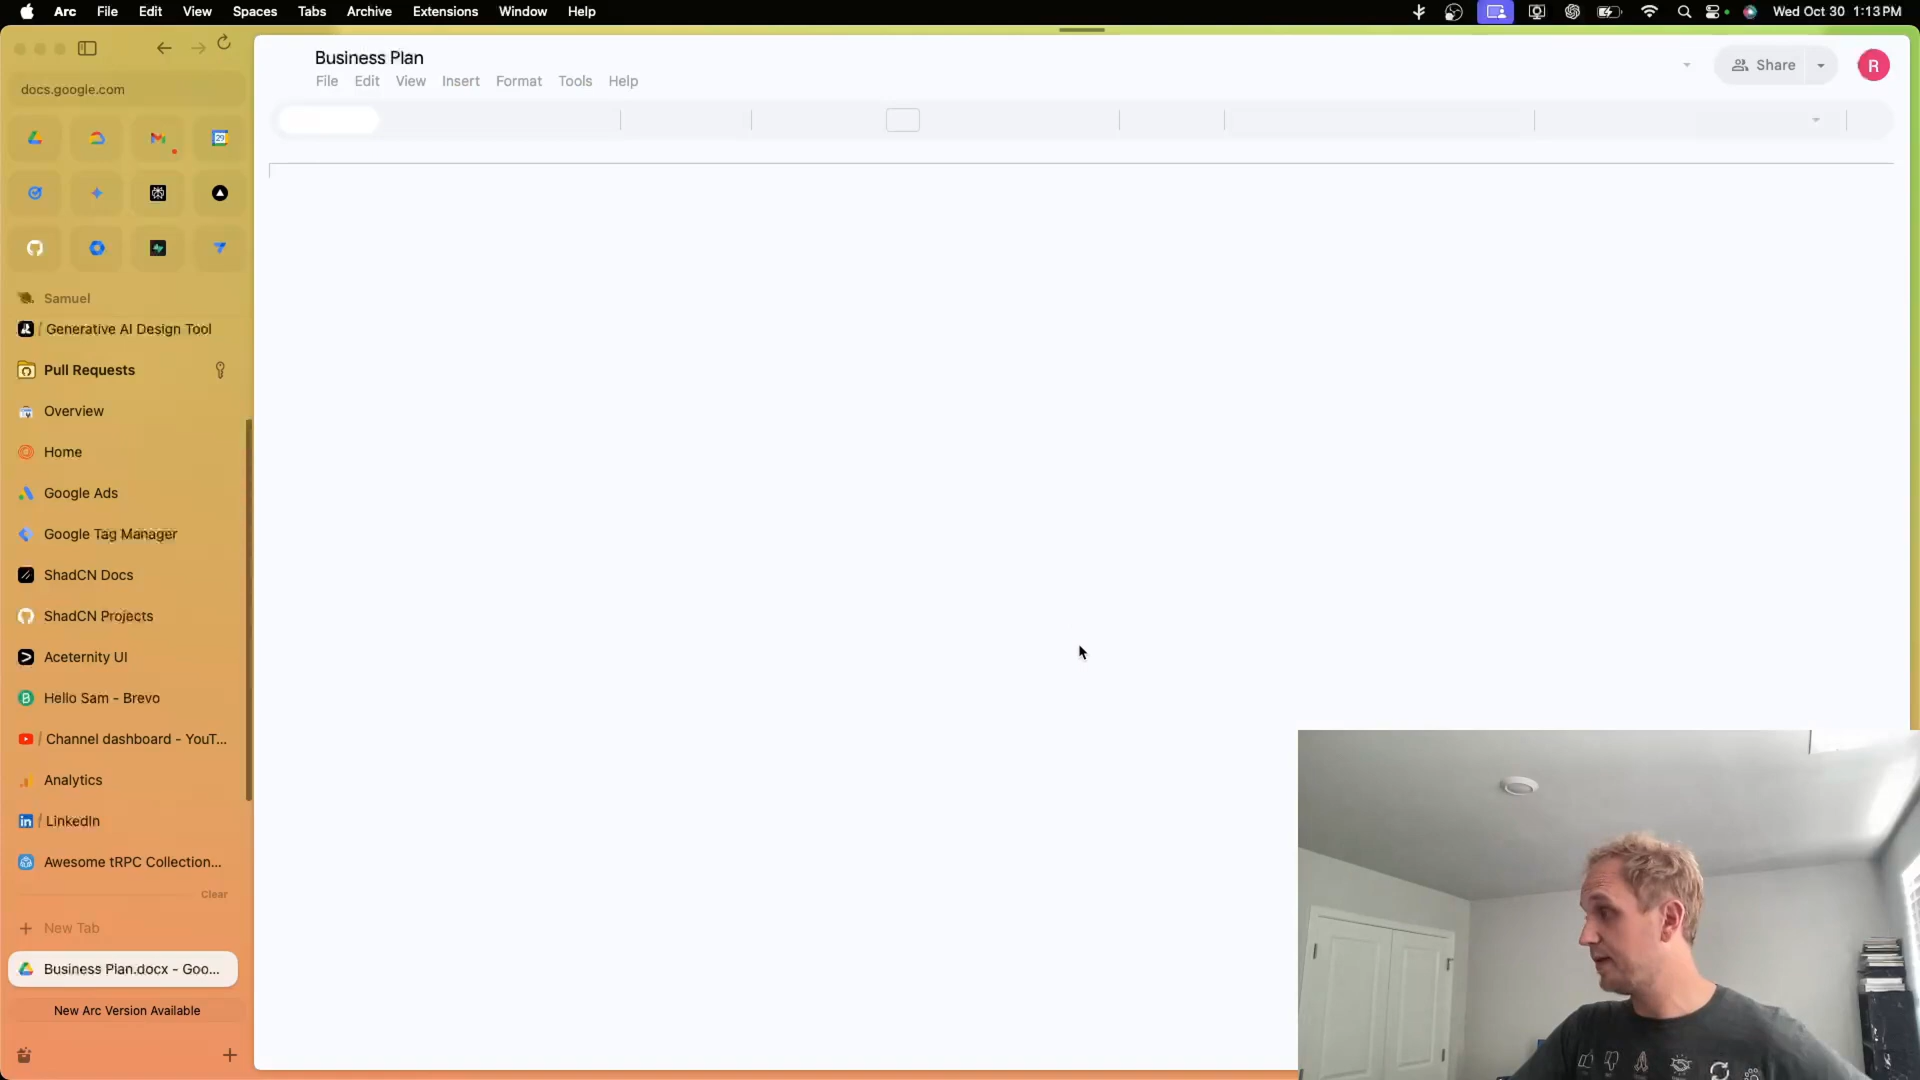 Arc File Edit View Spaces Tabs Archive Extensions Window Help Wed Oct 30 1:13 PM
docs.google.com
29
Samuel
/ Generative AI Design Tool
Pull Requests
Overview
Home
Google Ads
Google Tag Manager
ShadCN Docs
ShadCN Projects
Aceternity UI
Hello Sam - Brevo
/ Channel dashboard - YouT...
Analytics
/ LinkedIn
Awesome tRPC Collection...
Clear
New Tab
Business Plan.docx - Goo...
New Arc Version Available
Business Plan
File Edit View Insert Format Tools Help
Share
R